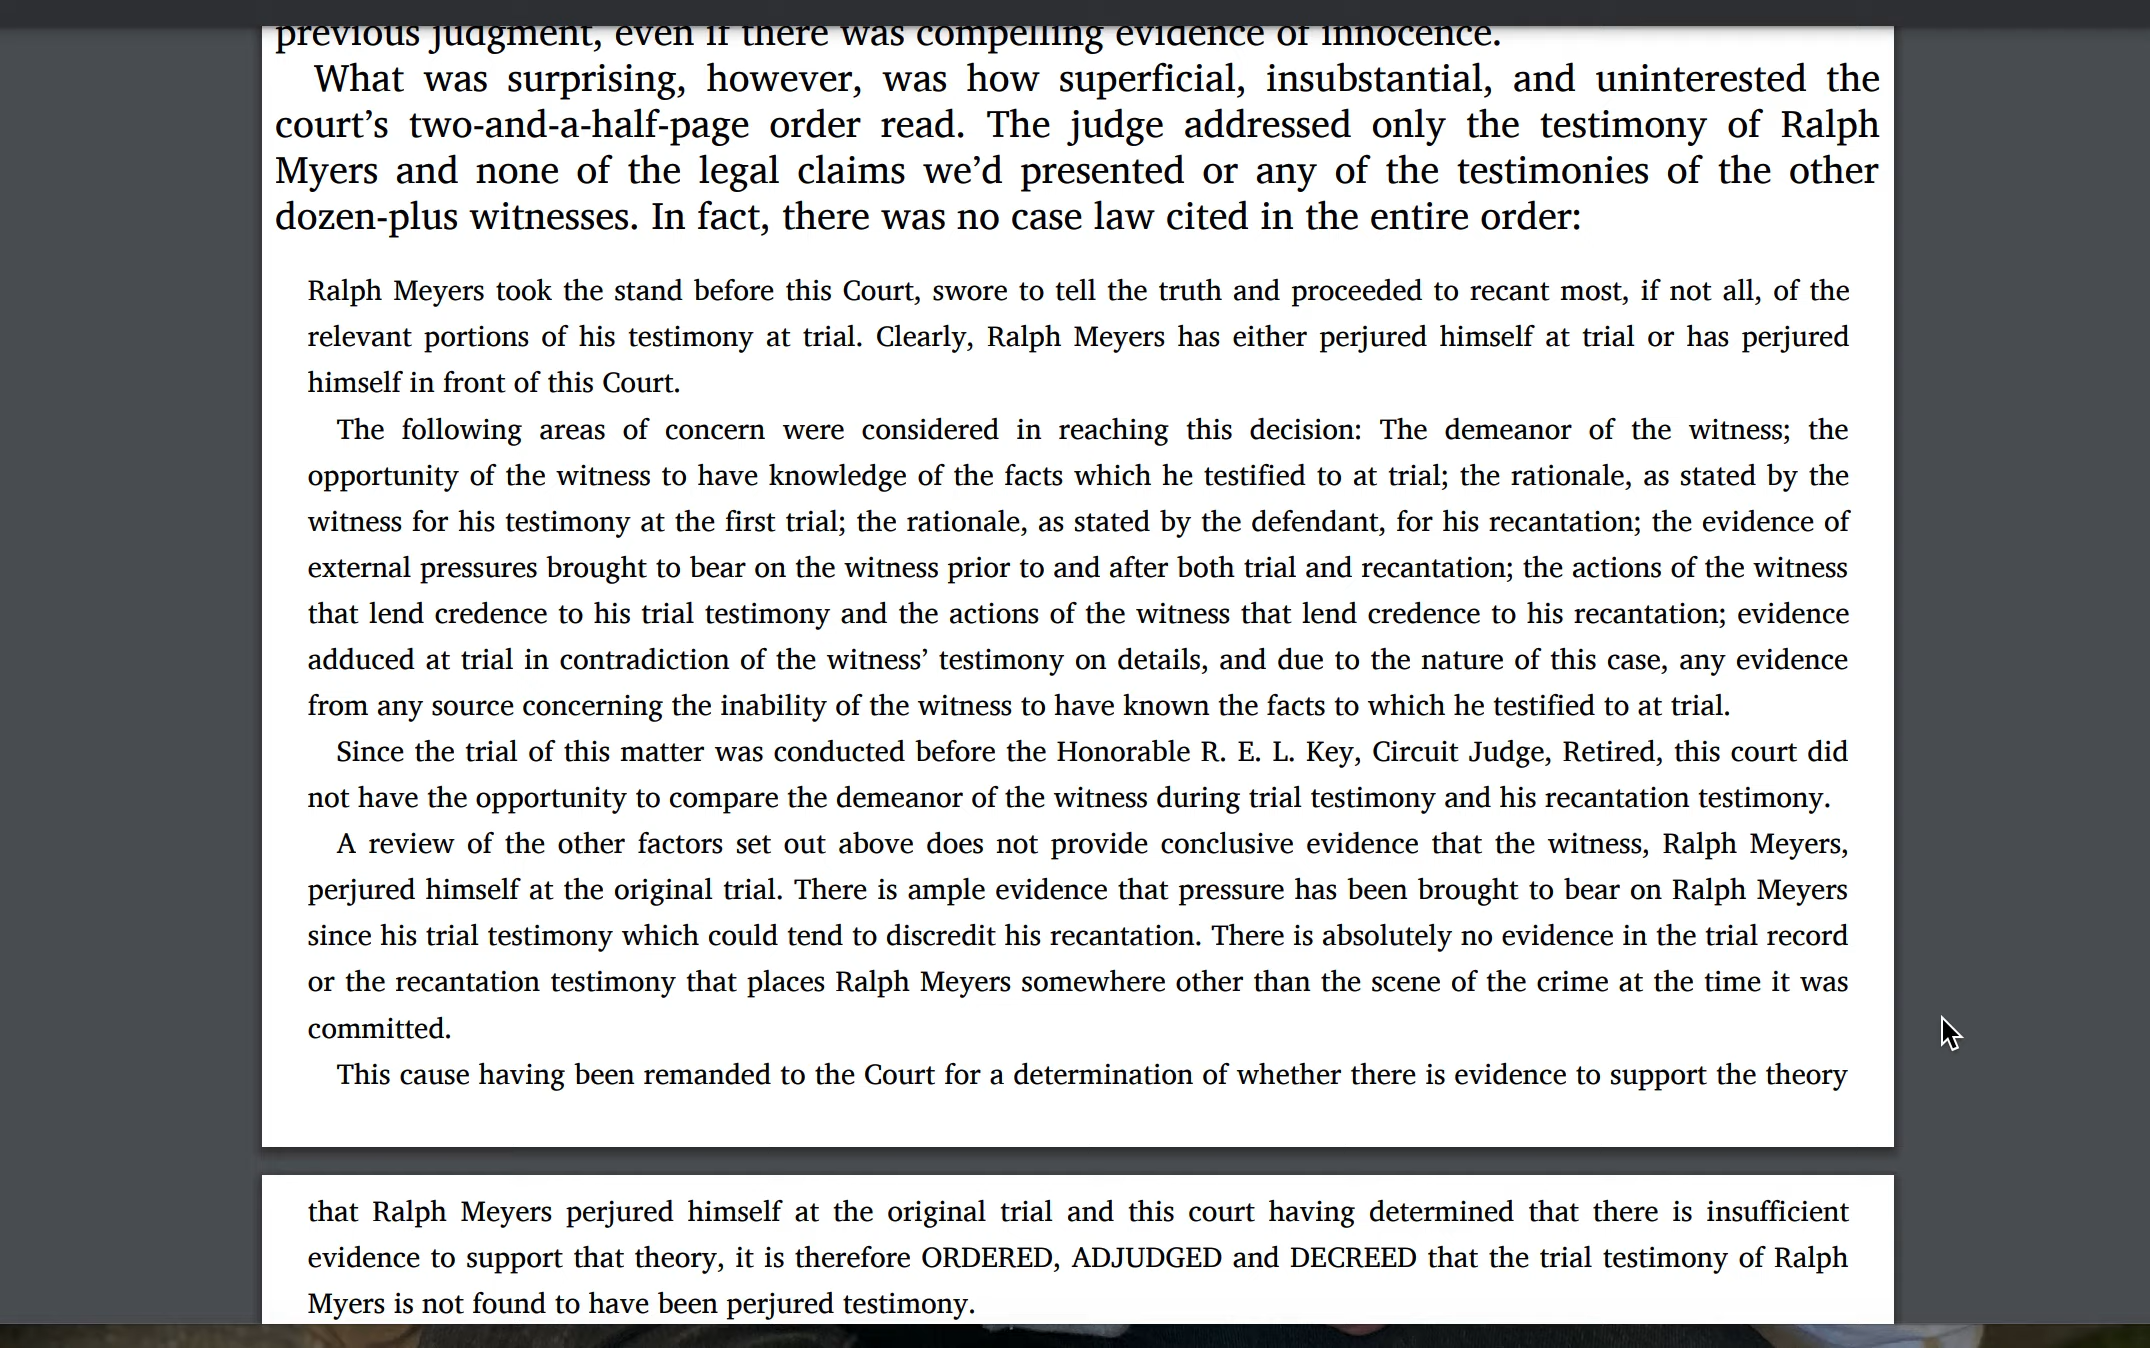 previous judgment, even if there was compelling evidence of innocence.
What was surprising, however, was how superficial, insubstantial, and uninterested the
court’s two-and-a-half-page order read. The judge addressed only the testimony of Ralph
Myers and none of the legal claims we’d presented or any of the testimonies of the other
dozen-plus witnesses. In fact, there was no case law cited in the entire order:
Ralph Meyers took the stand before this Court, swore to tell the truth and proceeded to recant most, if not all, of the
relevant portions of his testimony at trial. Clearly, Ralph Meyers has either perjured himself at trial or has perjured
himself in front of this Court.
The following areas of concern were considered in reaching this decision: The demeanor of the witness; the
opportunity of the witness to have knowledge of the facts which he testified to at trial; the rationale, as stated by the
witness for his testimony at the first trial; the rationale, as stated by the defendant, for his recantation; the evidence of
external pressures brought to bear on the witness prior to and after both trial and recantation; the actions of the witness
that lend credence to his trial testimony and the actions of the witness that lend credence to his recantation; evidence
adduced at trial in contradiction of the witness’ testimony on details, and due to the nature of this case, any evidence
from any source concerning the inability of the witness to have known the facts to which he testified to at trial.
Since the trial of this matter was conducted before the Honorable R. E. L. Key, Circuit Judge, Retired, this court did
not have the opportunity to compare the demeanor of the witness during trial testimony and his recantation testimony.
A review of the other factors set out above does not provide conclusive evidence that the witness, Ralph Meyers,
perjured himself at the original trial. There is ample evidence that pressure has been brought to bear on Ralph Meyers
since his trial testimony which could tend to discredit his recantation. There is absolutely no evidence in the trial record
or the recantation testimony that places Ralph Meyers somewhere other than the scene of the crime at the time it was
committed.
This cause having been remanded to the Court for a determination of whether there is evidence to support the theory
that Ralph Meyers perjured himself at the original trial and this court having determined that there is insufficient
evidence to support that theory, it is therefore ORDERED, ADJUDGED and DECREED that the trial testimony of Ralph
Myers is not found to have been perjured testimony.